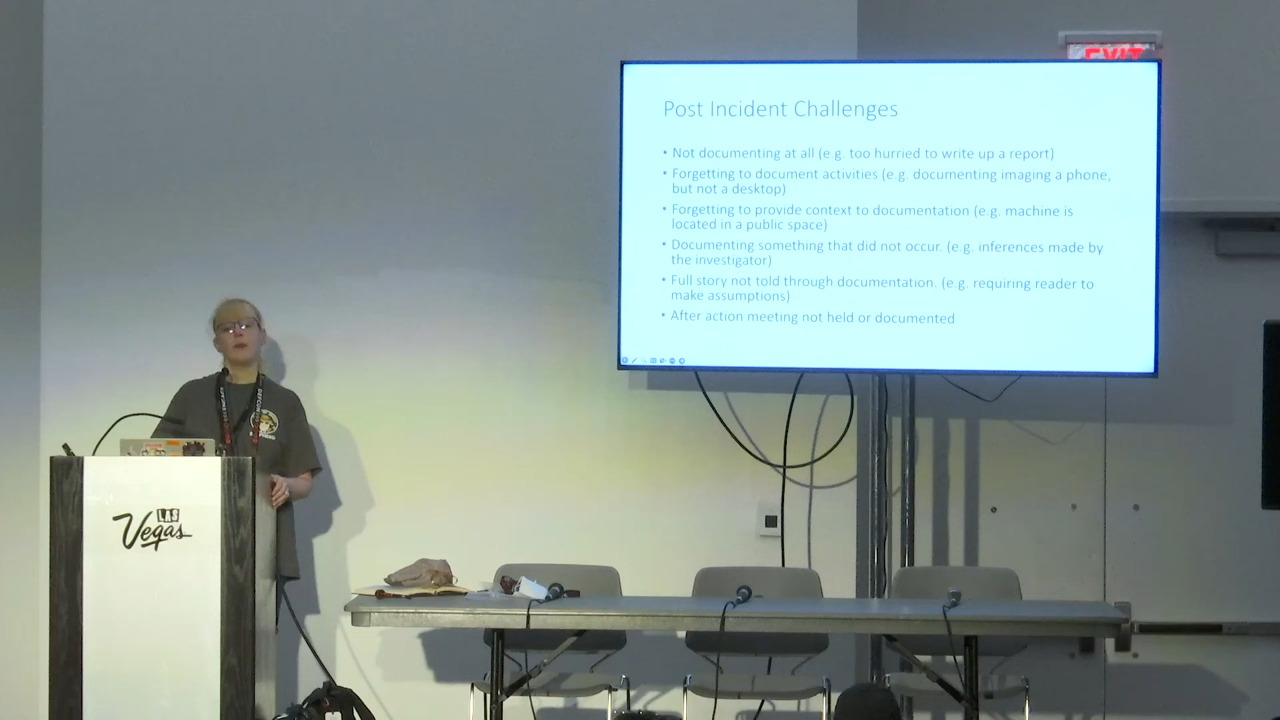 EXIT
Post Incident Challenges
• Not documenting at all (e.g. too hurried to write up a report)
• Forgetting to document activities (e.g. documenting imaging a phone,
but not a desktop)
• Forgetting to provide context to documentation (e.g. machine is
located in a public space)
• Documenting something that did not occur. (e.g. inferences made by
the investigator)
• Full story not told through documentation. (e.g. requiring reader to
make assumptions)
• After action meeting not held or documented
LAS
Vegas